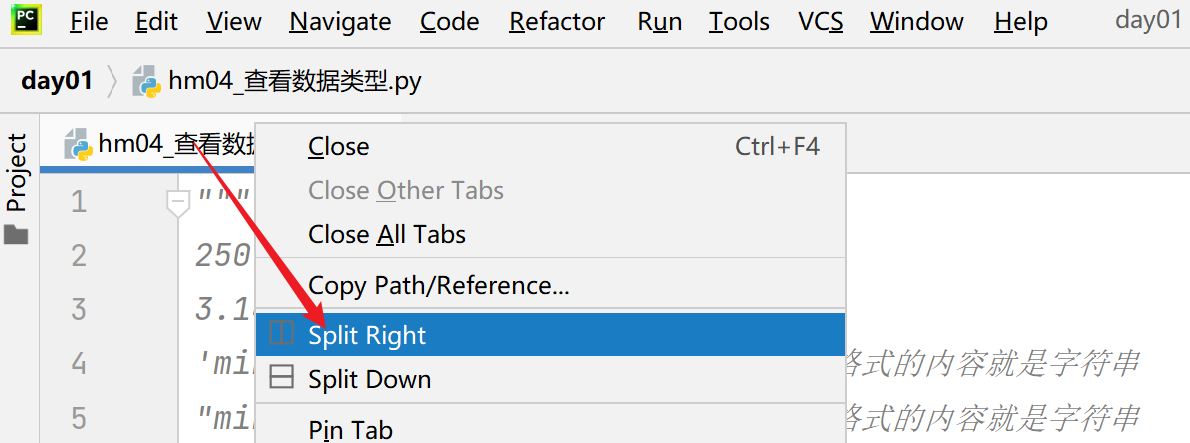 PC File Edit View Navigate Code Refactor Run Tools VCS Window Help day01
day01 hm04_查看数据类型.py
Project
hm04_查看数据
Close Ctrl+F4
Close Other Tabs
Close All Tabs
Copy Path/Reference...
Split Right
Split Down
Pin Tab
1 """
2 250
3 3.1
4 'mi 格式的内容就是字符串
5 "mi 格式的内容就是字符串